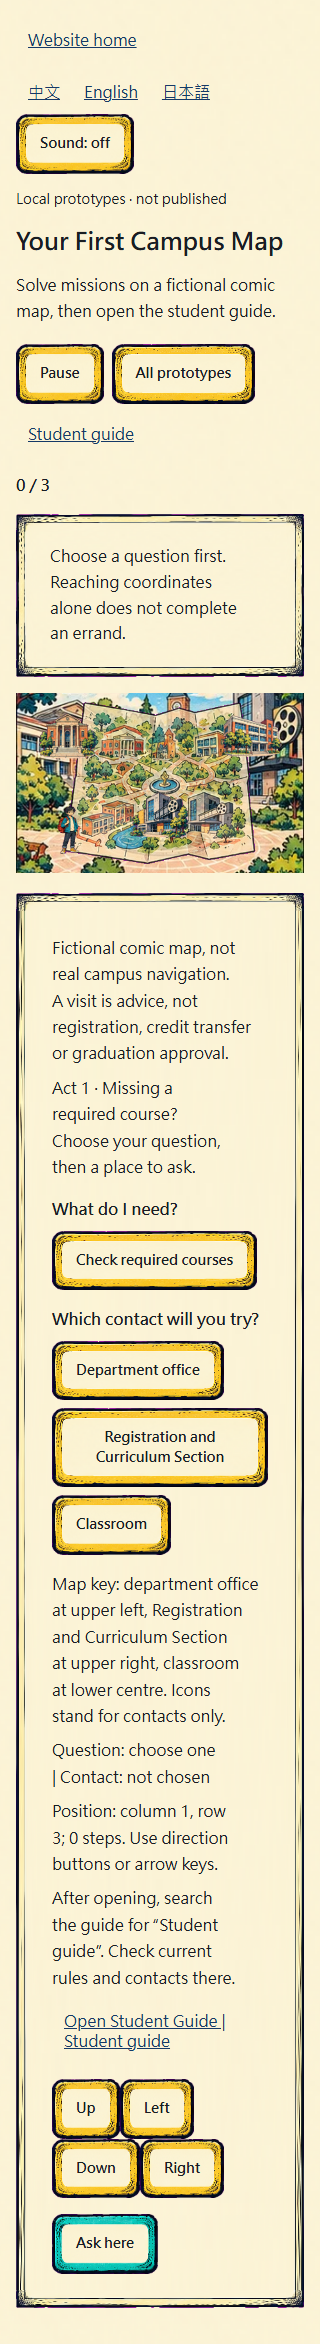 Website home
中文 English 日本語
Sound: off
Local prototypes · not published
Your First Campus Map
Solve missions on a fictional comic
map, then open the student guide.
Pause All prototypes
Student guide
0 / 3
Choose a question first.
Reaching coordinates
alone does not complete
an errand.
Fictional comic map, not
real campus navigation.
A visit is advice, not
registration, credit transfer
or graduation approval.
Act 1 · Missing a
required course?
Choose your question,
then a place to ask.
What do I need?
Check required courses
Which contact will you try?
Department office
Registration and
Curriculum Section
Classroom
Map key: department office
at upper left, Registration
and Curriculum Section
at upper right, classroom
at lower centre. Icons
stand for contacts only.
Question: choose one
| Contact: not chosen
Position: column 1, row
3; 0 steps. Use direction
buttons or arrow keys.
After opening, search
the guide for “Student
guide”. Check current
rules and contacts there.
Open Student Guide |
Student guide
Up Left
Down Right
Ask here